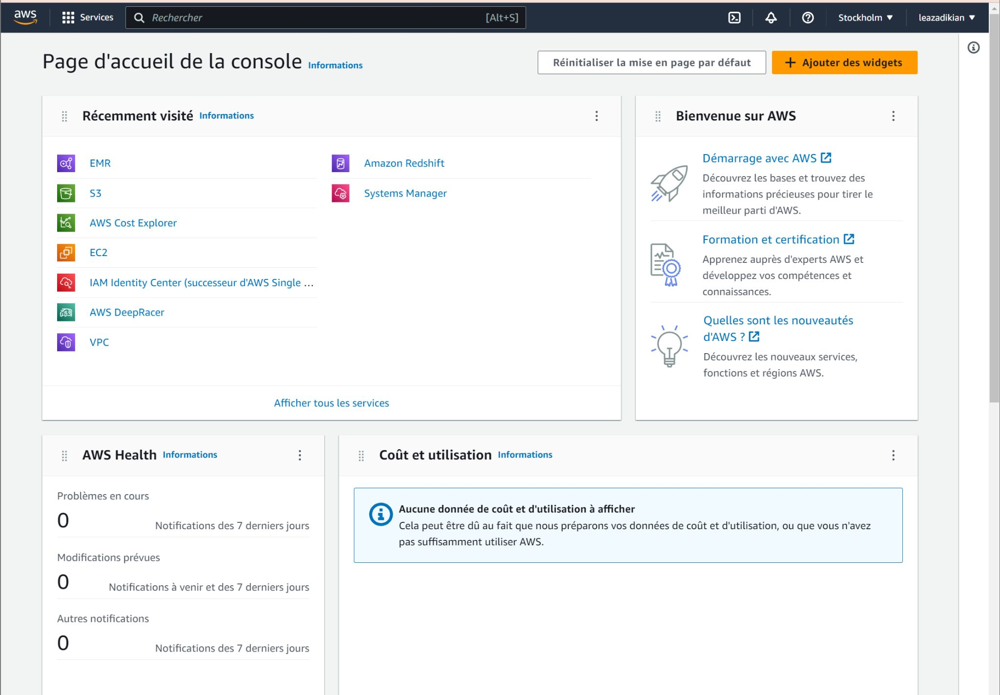 aws
Services
Rechercher
[Alt+S]
Stockholm
leazadikian
Page d'accueil de la console
Informations
Réinitialiser la mise en page par défaut
Ajouter des widgets
Récemment visité
Informations
EMR
S3
AWS Cost Explorer
EC2
IAM Identity Center (successeur d'AWS Single ...
AWS DeepRacer
VPC
Amazon Redshift
Systems Manager
Afficher tous les services
Bienvenue sur AWS
Démarrage avec AWS
Découvrez les bases et trouvez des
informations précieuses pour tirer le
meilleur parti d'AWS.
Formation et certification
Apprenez auprès d'experts AWS et
développez vos compétences et
connaissances.
Quelles sont les nouveautés
d'AWS ?
Découvrez les nouveaux services,
fonctions et régions AWS.
AWS Health
Informations
Problèmes en cours
0
Notifications des 7 derniers jours
Modifications prévues
0
Notifications à venir et des 7 derniers jours
Autres notifications
0
Notifications des 7 derniers jours
Coût et utilisation
Informations
Aucune donnée de coût et d'utilisation à afficher
Cela peut être dû au fait que nous préparons vos données de coût et d'utilisation, ou que vous n'avez
pas suffisamment utiliser AWS.